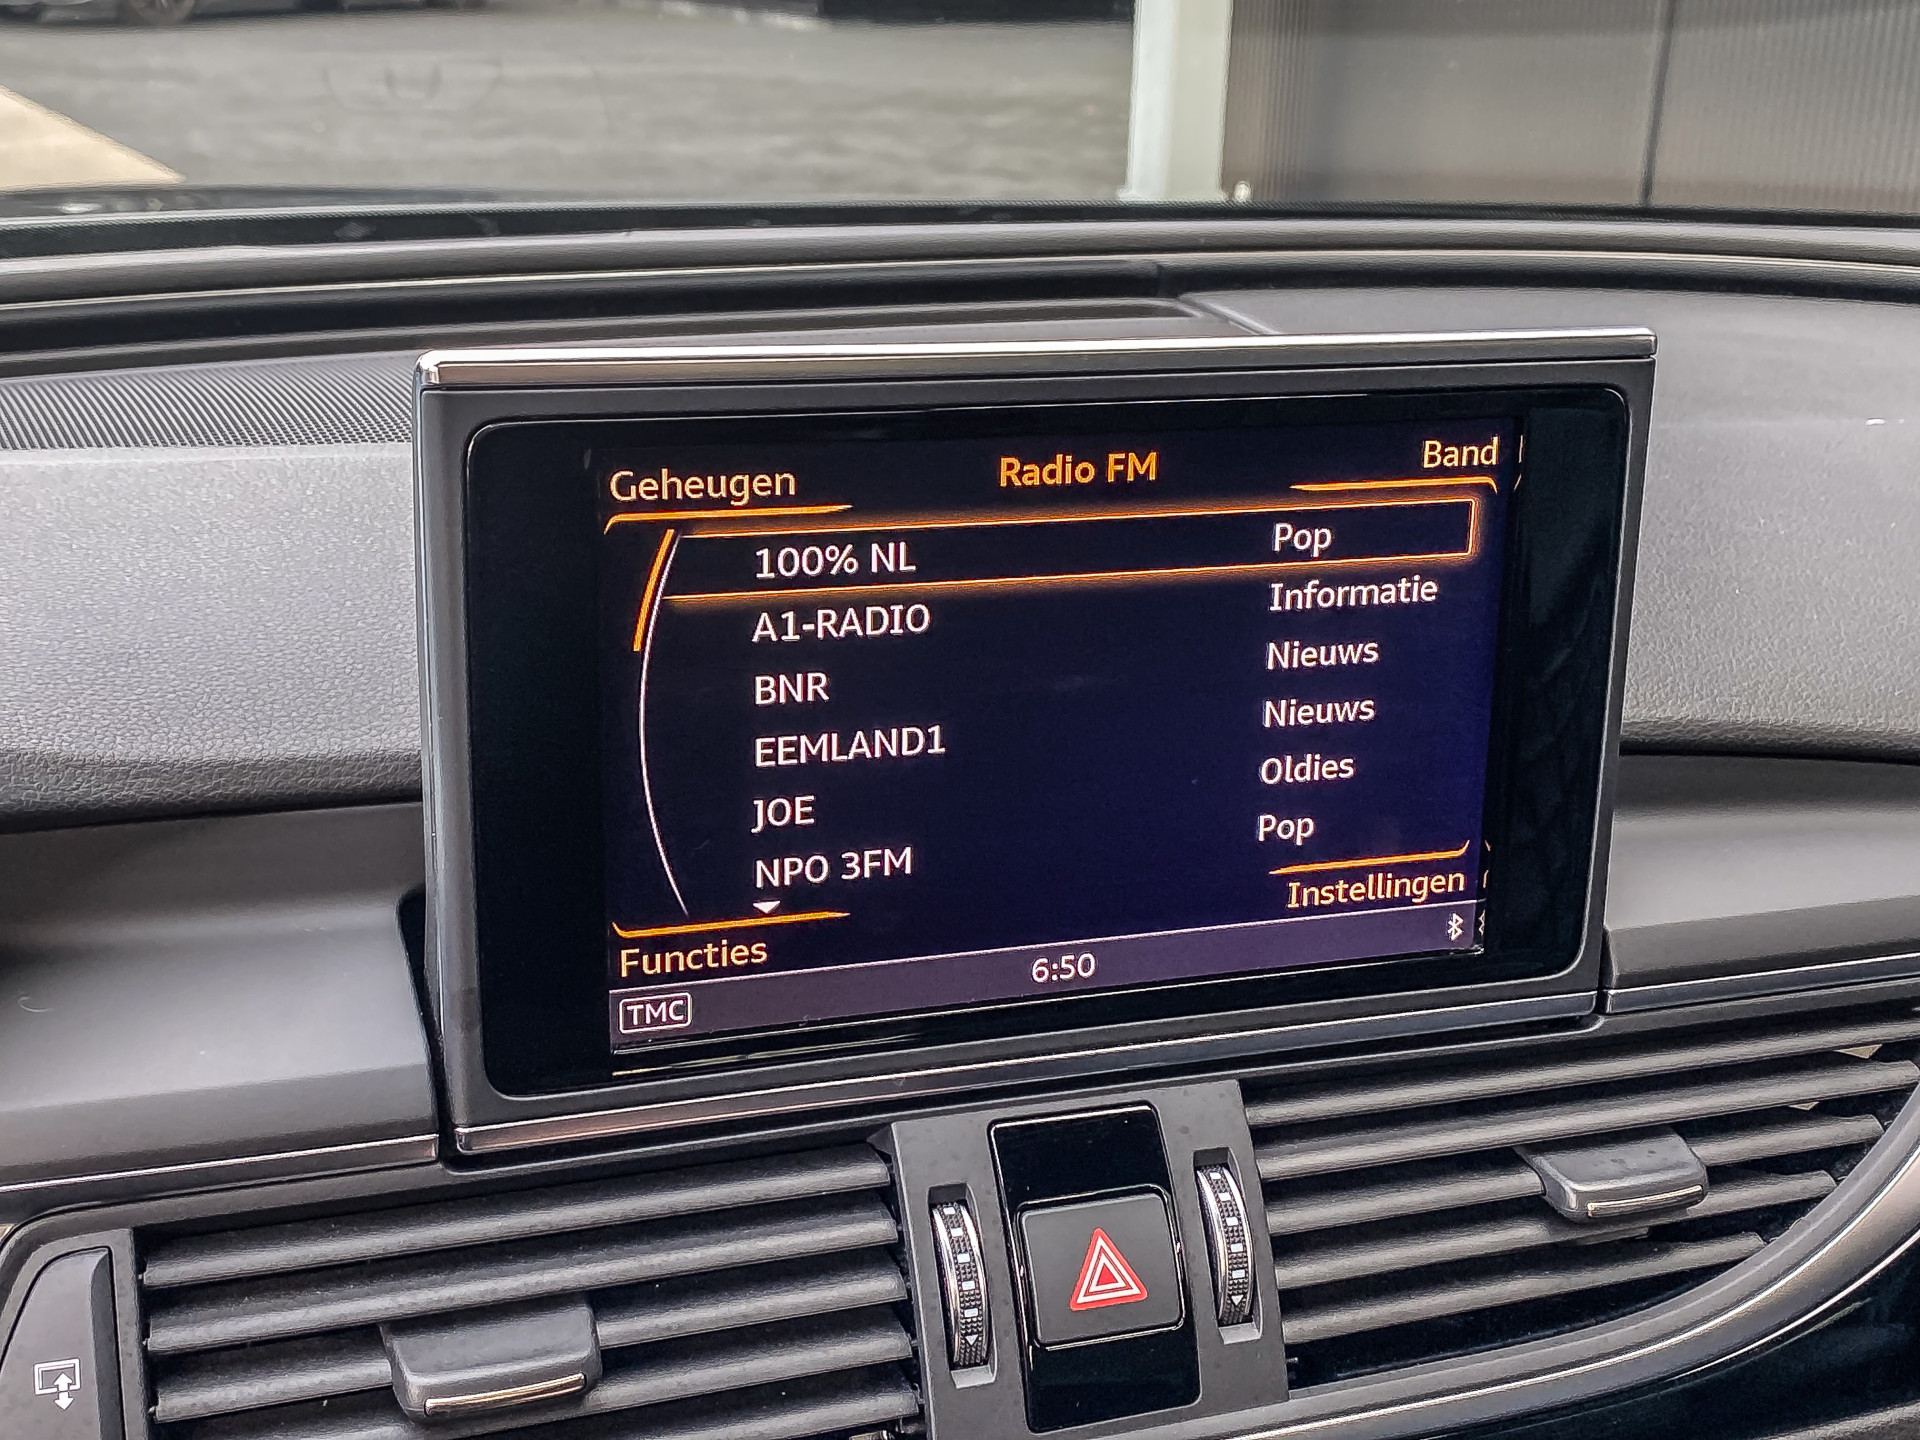 Geheugen Radio FM Band
100% NL Pop
A1-RADIO Informatie
BNR Nieuws
EEMLAND1 Nieuws
JOE Oldies
NPO 3FM Pop
Functies Instellingen
TMC 6:50